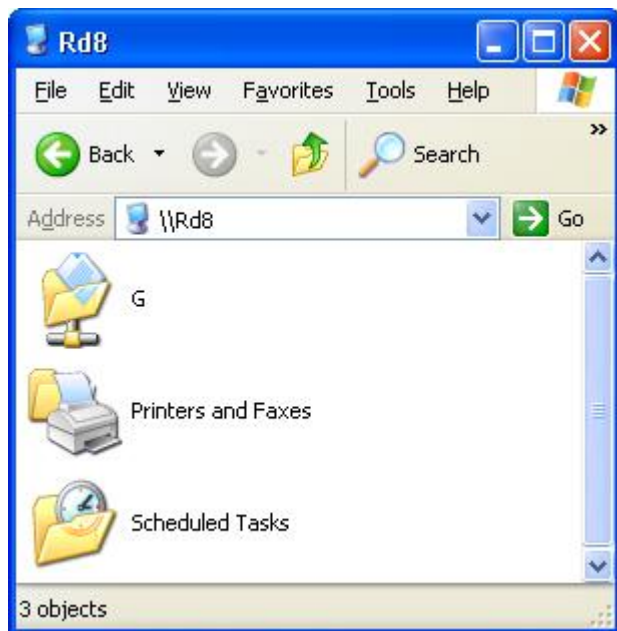 Rd8
File Edit View Favorites Tools Help
Back Search »
Address \\Rd8 Go
G
Printers and Faxes
Scheduled Tasks
3 objects